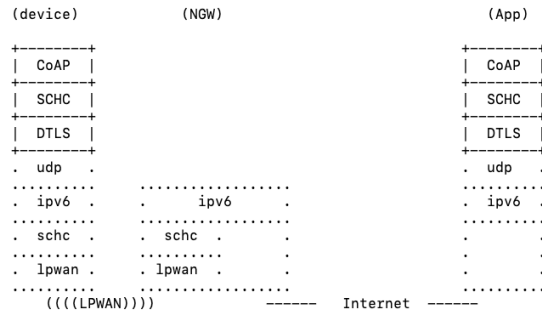 (device) (NGW) (App)
CoAP CoAP
SCHC SCHC
DTLS DTLS
udp udp
ipv6 ipv6 ipv6
schc schc
lpwan lpwan
((((LPWAN)))) ------ Internet ------